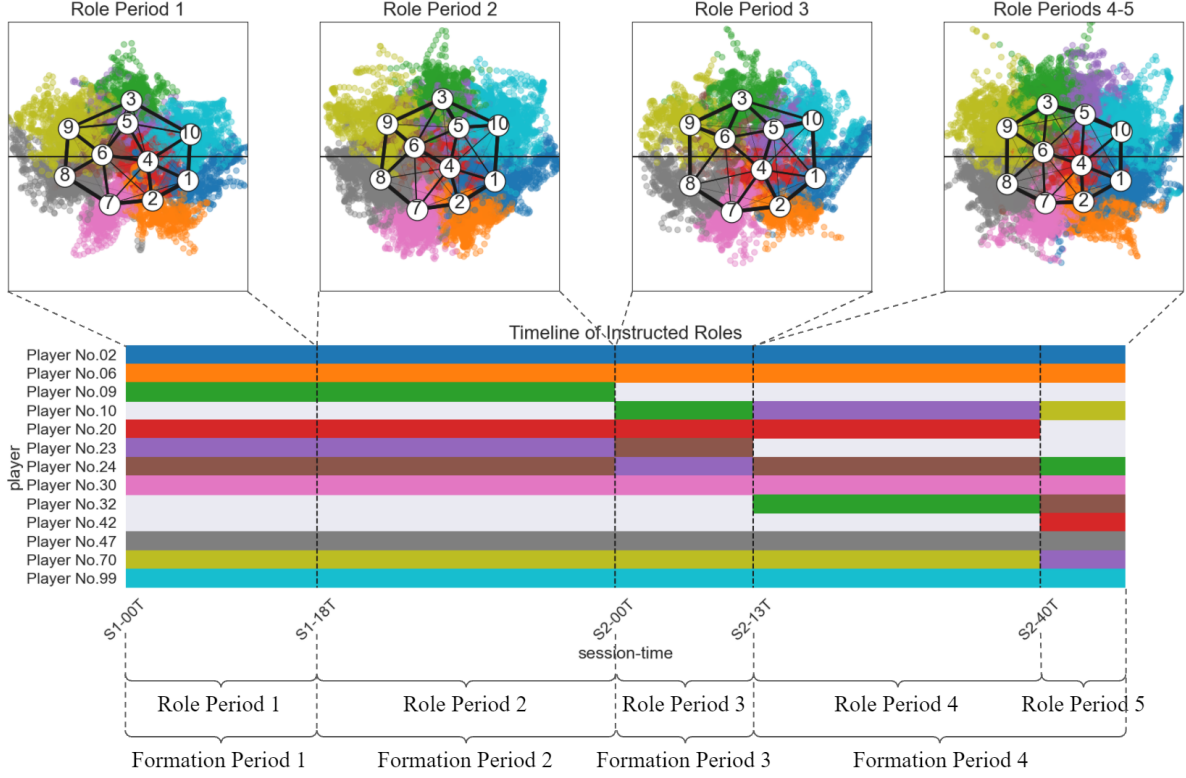 Role Period 1
Role Period 2
Role Period 3
Role Periods 4-5
3
5
10
9
6
4
8
1
7
2
3
5
10
9
6
4
8
1
7
2
3
5
10
9
6
4
8
1
7
2
3
5
10
9
6
4
8
1
7
2
Timeline of Instructed Roles
player
Player No.02
Player No.06
Player No.09
Player No.10
Player No.20
Player No.23
Player No.24
Player No.30
Player No.32
Player No.42
Player No.47
Player No.70
Player No.99
S1-00T
S1-18T
S2-00T
S2-13T
S2-40T
session-time
Role Period 1
Role Period 2
Role Period 3
Role Period 4
Role Period 5
Formation Period 1
Formation Period 2
Formation Period 3
Formation Period 4